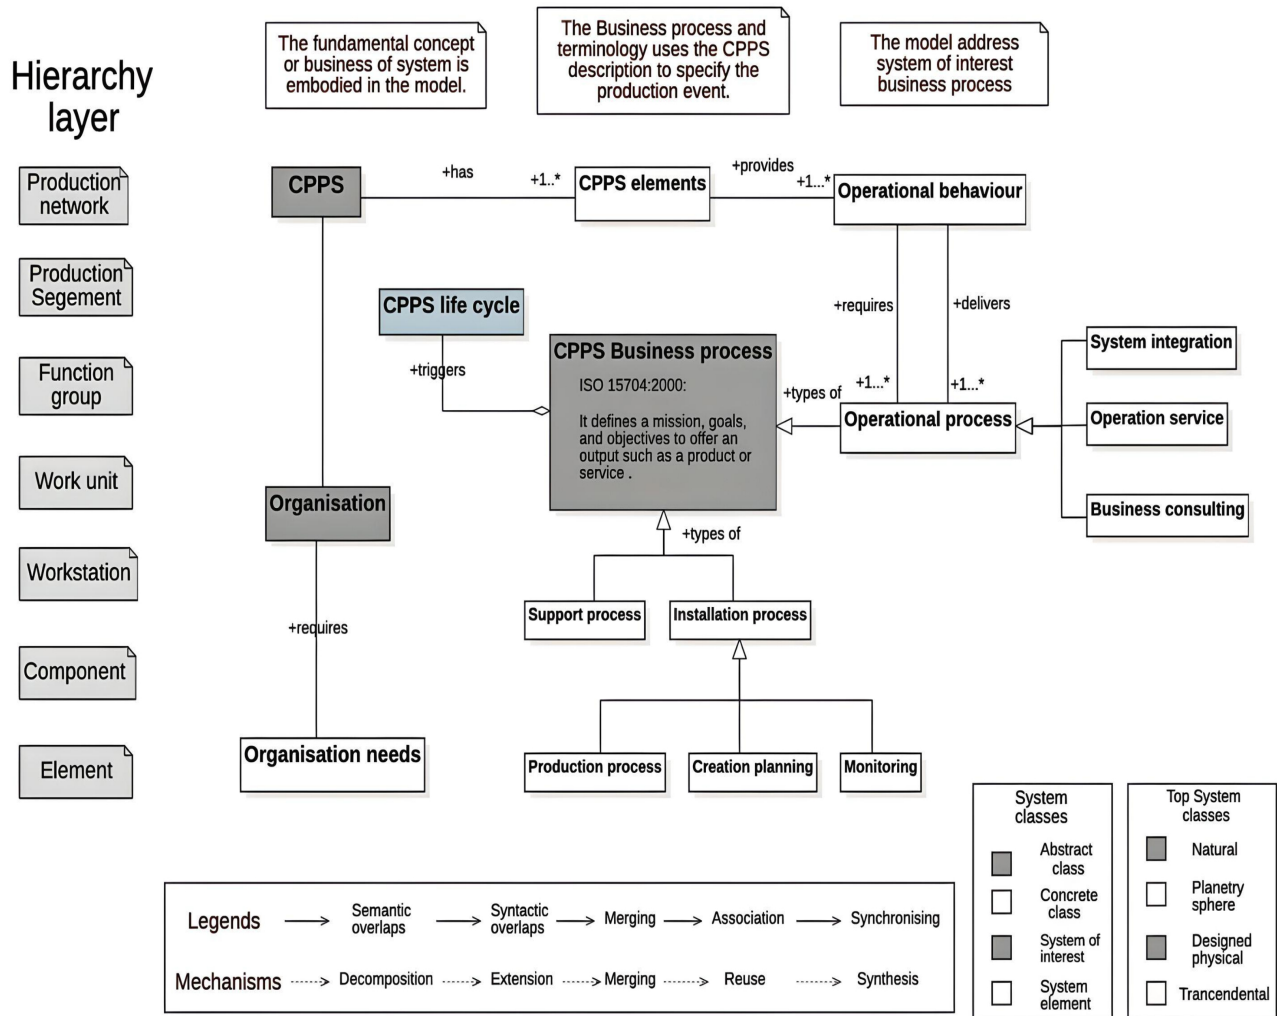 The fundamental concept
or business of system is
embodied in the model.
The Business process and
terminology uses the CPPS
description to specify the
production event.
The model address
system of interest
business process
Hierarchy
layer
Production
network
Production
Segement
Function
group
Work unit
Workstation
Component
Element
CPPS
+has
+1..*
CPPS elements
+provides
+1...*
Operational behaviour
CPPS life cycle
+triggers
+requires
+delivers
CPPS Business process
ISO 15704:2000:
It defines a mission, goals,
and objectives to offer an
output such as a product or
service .
+types of
+1...*
+1...*
Operational process
System integration
Operation service
Business consulting
Organisation
+requires
Organisation needs
+types of
Support process
Installation process
Production process
Creation planning
Monitoring
Legends
Semantic
overlaps
Syntactic
overlaps
Merging
Association
Synchronising
Mechanisms
Decomposition
Extension
Merging
Reuse
Synthesis
System
classes
Abstract
class
Concrete
class
System of
interest
System
element
Top System
classes
Natural
Planetry
sphere
Designed
physical
Trancendental